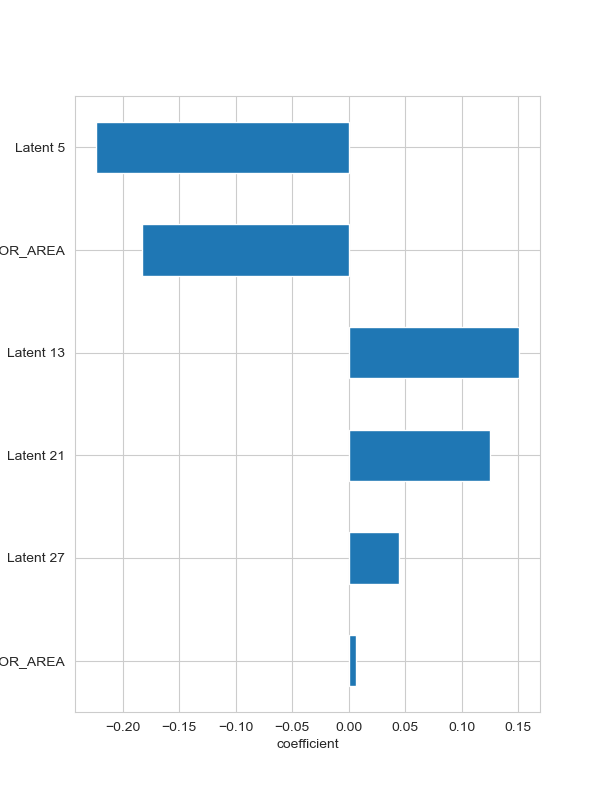 Latent 5
OR_AREA
Latent 13
Latent 21
Latent 27
OR_AREA
−0.20 −0.15 −0.10 −0.05 0.00 0.05 0.10 0.15
coefficient